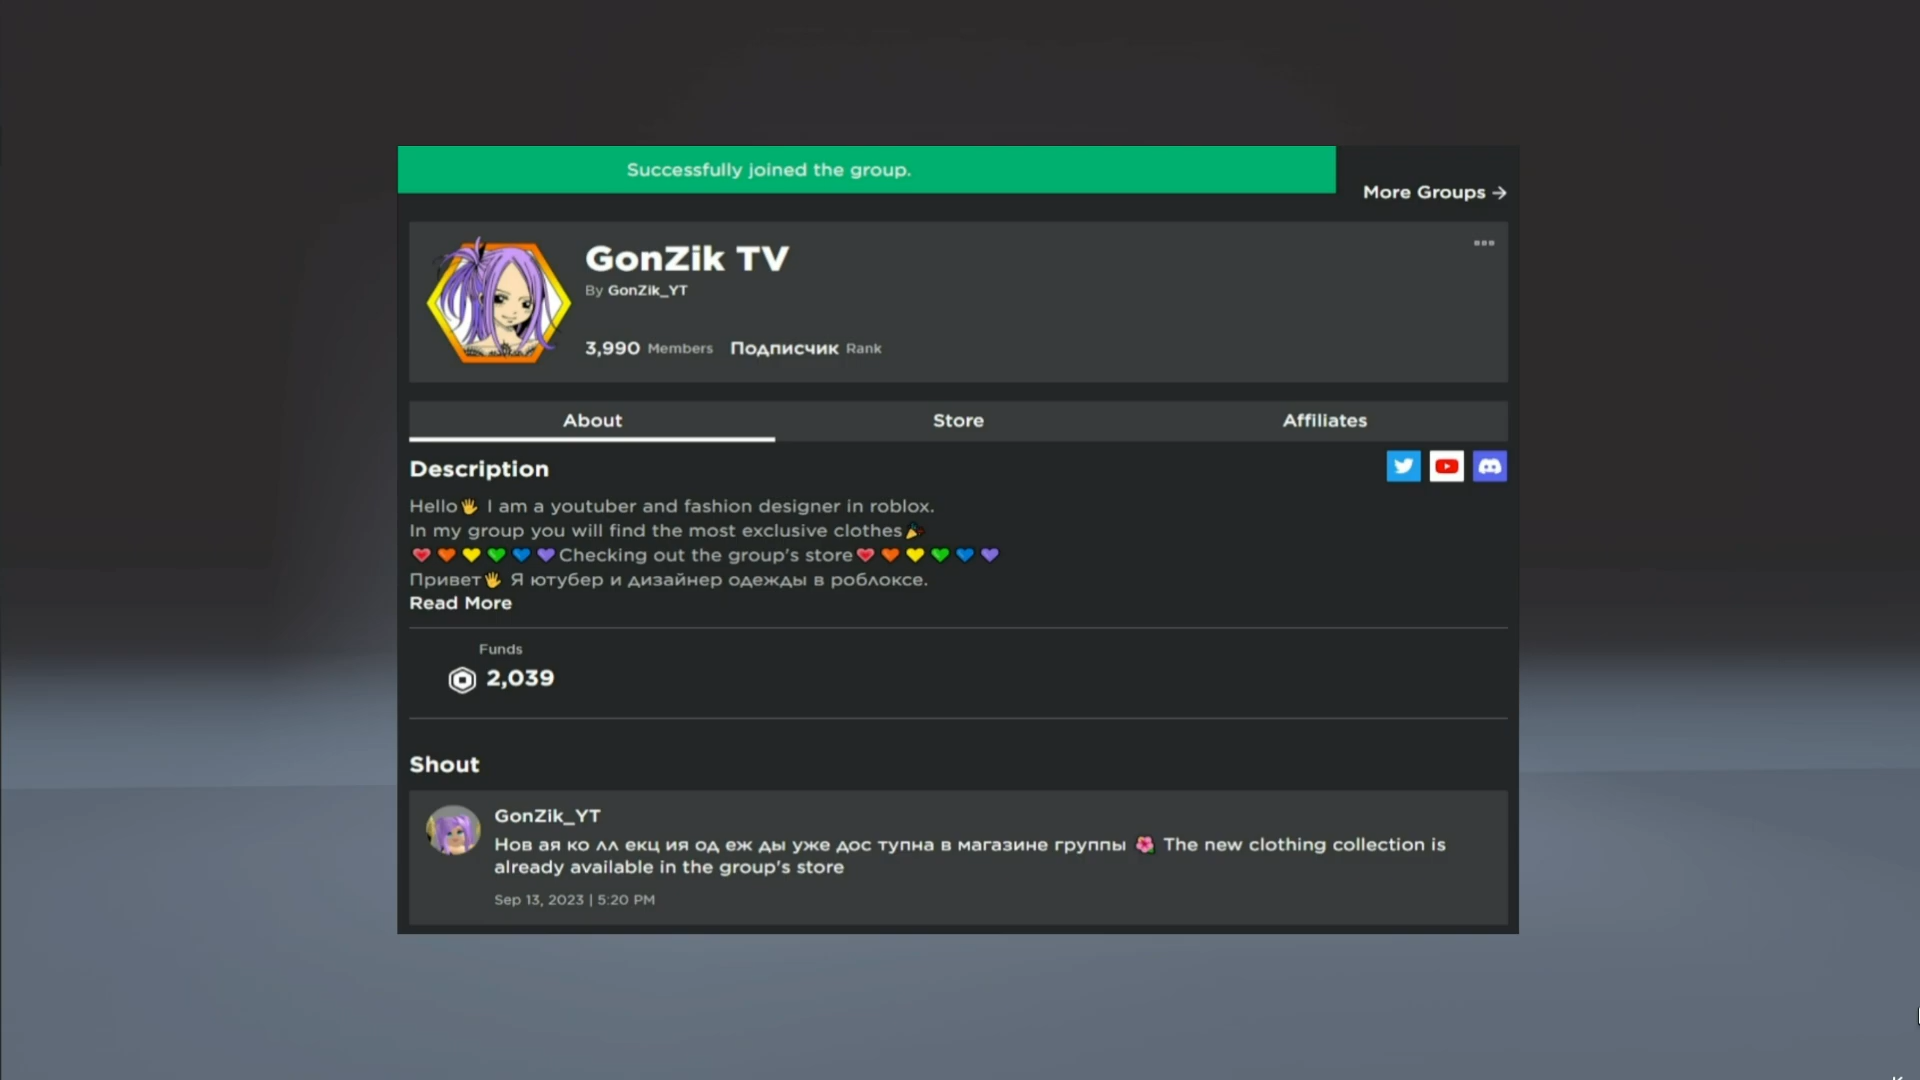 Successfully joined the group.
More Groups →
GonZik TV
By GonZik_YT
3,990 Members Подписчик Rank
About Store Affiliates
Description
Hello🖐 I am a youtuber and fashion designer in roblox.
In my group you will find the most exclusive clothes🎉
❤️🧡💛💚💙💜Checking out the group's store❤️🧡💛💚💙💜
Привет🖐 Я ютубер и дизайнер одежды в роблоксе.
Read More
Funds
2,039
Shout
GonZik_YT
Нов ая ко лл екц ия од еж ды уже дос тупна в магазине группы 🌺 The new clothing collection is
already available in the group's store
Sep 13, 2023 | 5:20 PM